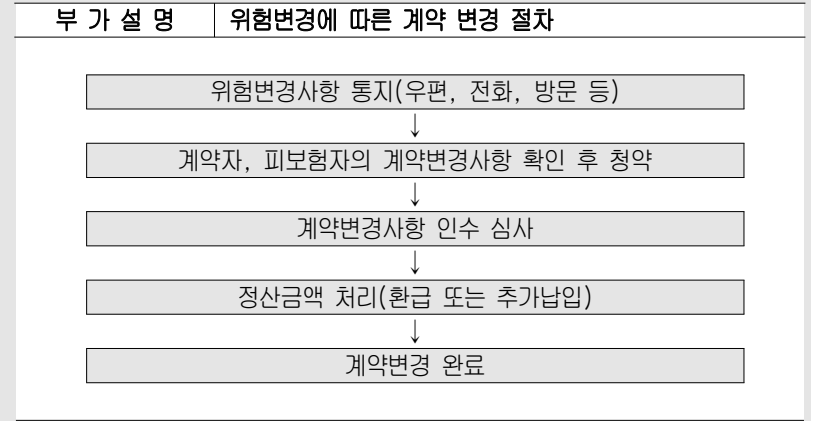 부 가 설 명 위험변경에 따른 계약 변경 절차
위험변경사항 통지(우편, 전화, 방문 등)
↓
계약자, 피보험자의 계약변경사항 확인 후 청약
↓
계약변경사항 인수 심사
↓
정산금액 처리(환급 또는 추가납입)
↓
계약변경 완료